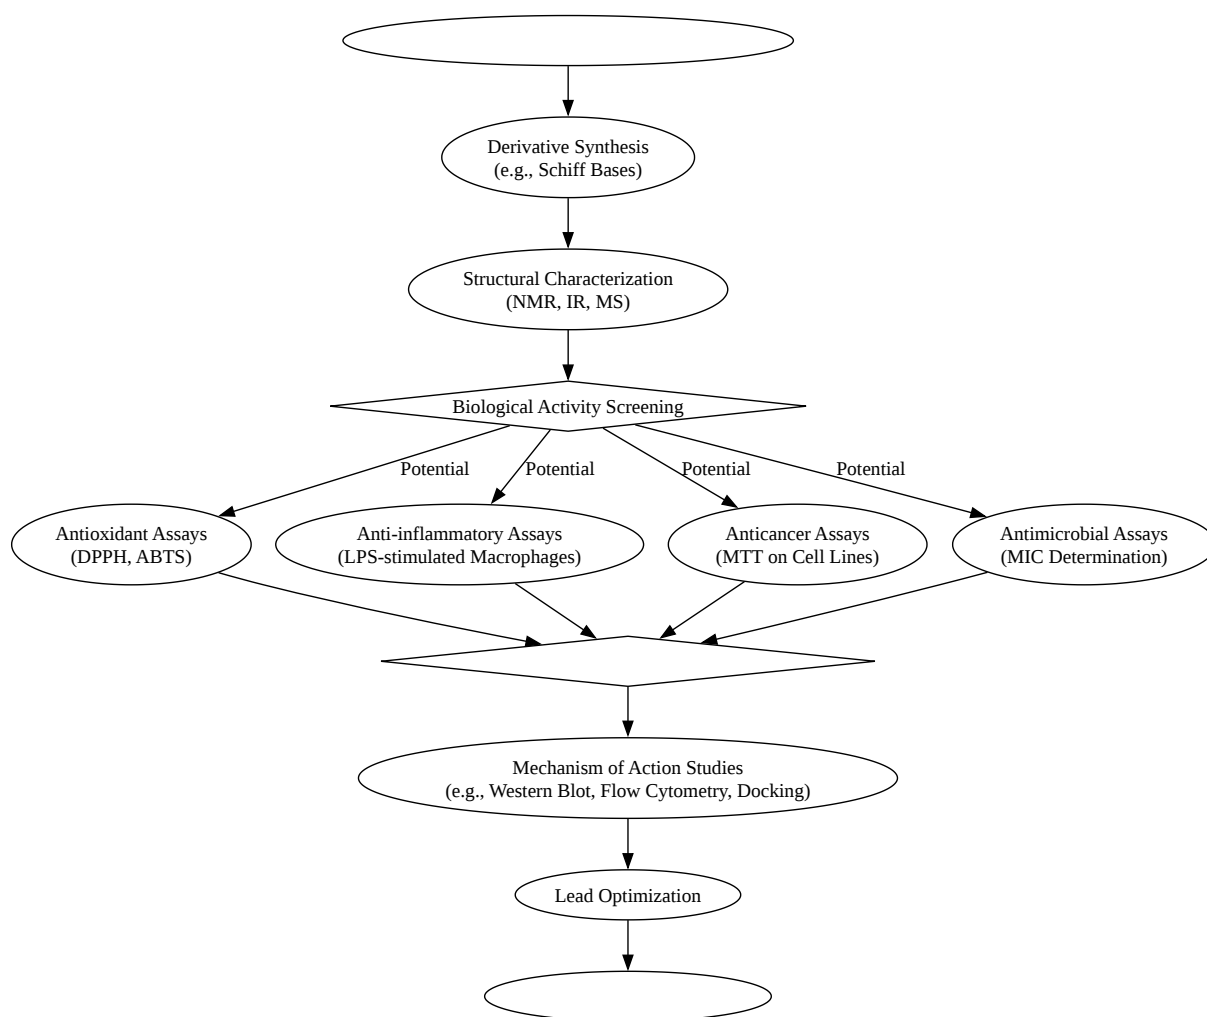 Derivative Synthesis
(e.g., Schiff Bases)
Structural Characterization
(NMR, IR, MS)
Biological Activity Screening
Potential
Potential
Potential
Potential
Antioxidant Assays
(DPPH, ABTS)
Anti-inflammatory Assays
(LPS-stimulated Macrophages)
Anticancer Assays
(MTT on Cell Lines)
Antimicrobial Assays
(MIC Determination)
Mechanism of Action Studies
(e.g., Western Blot, Flow Cytometry, Docking)
Lead Optimization